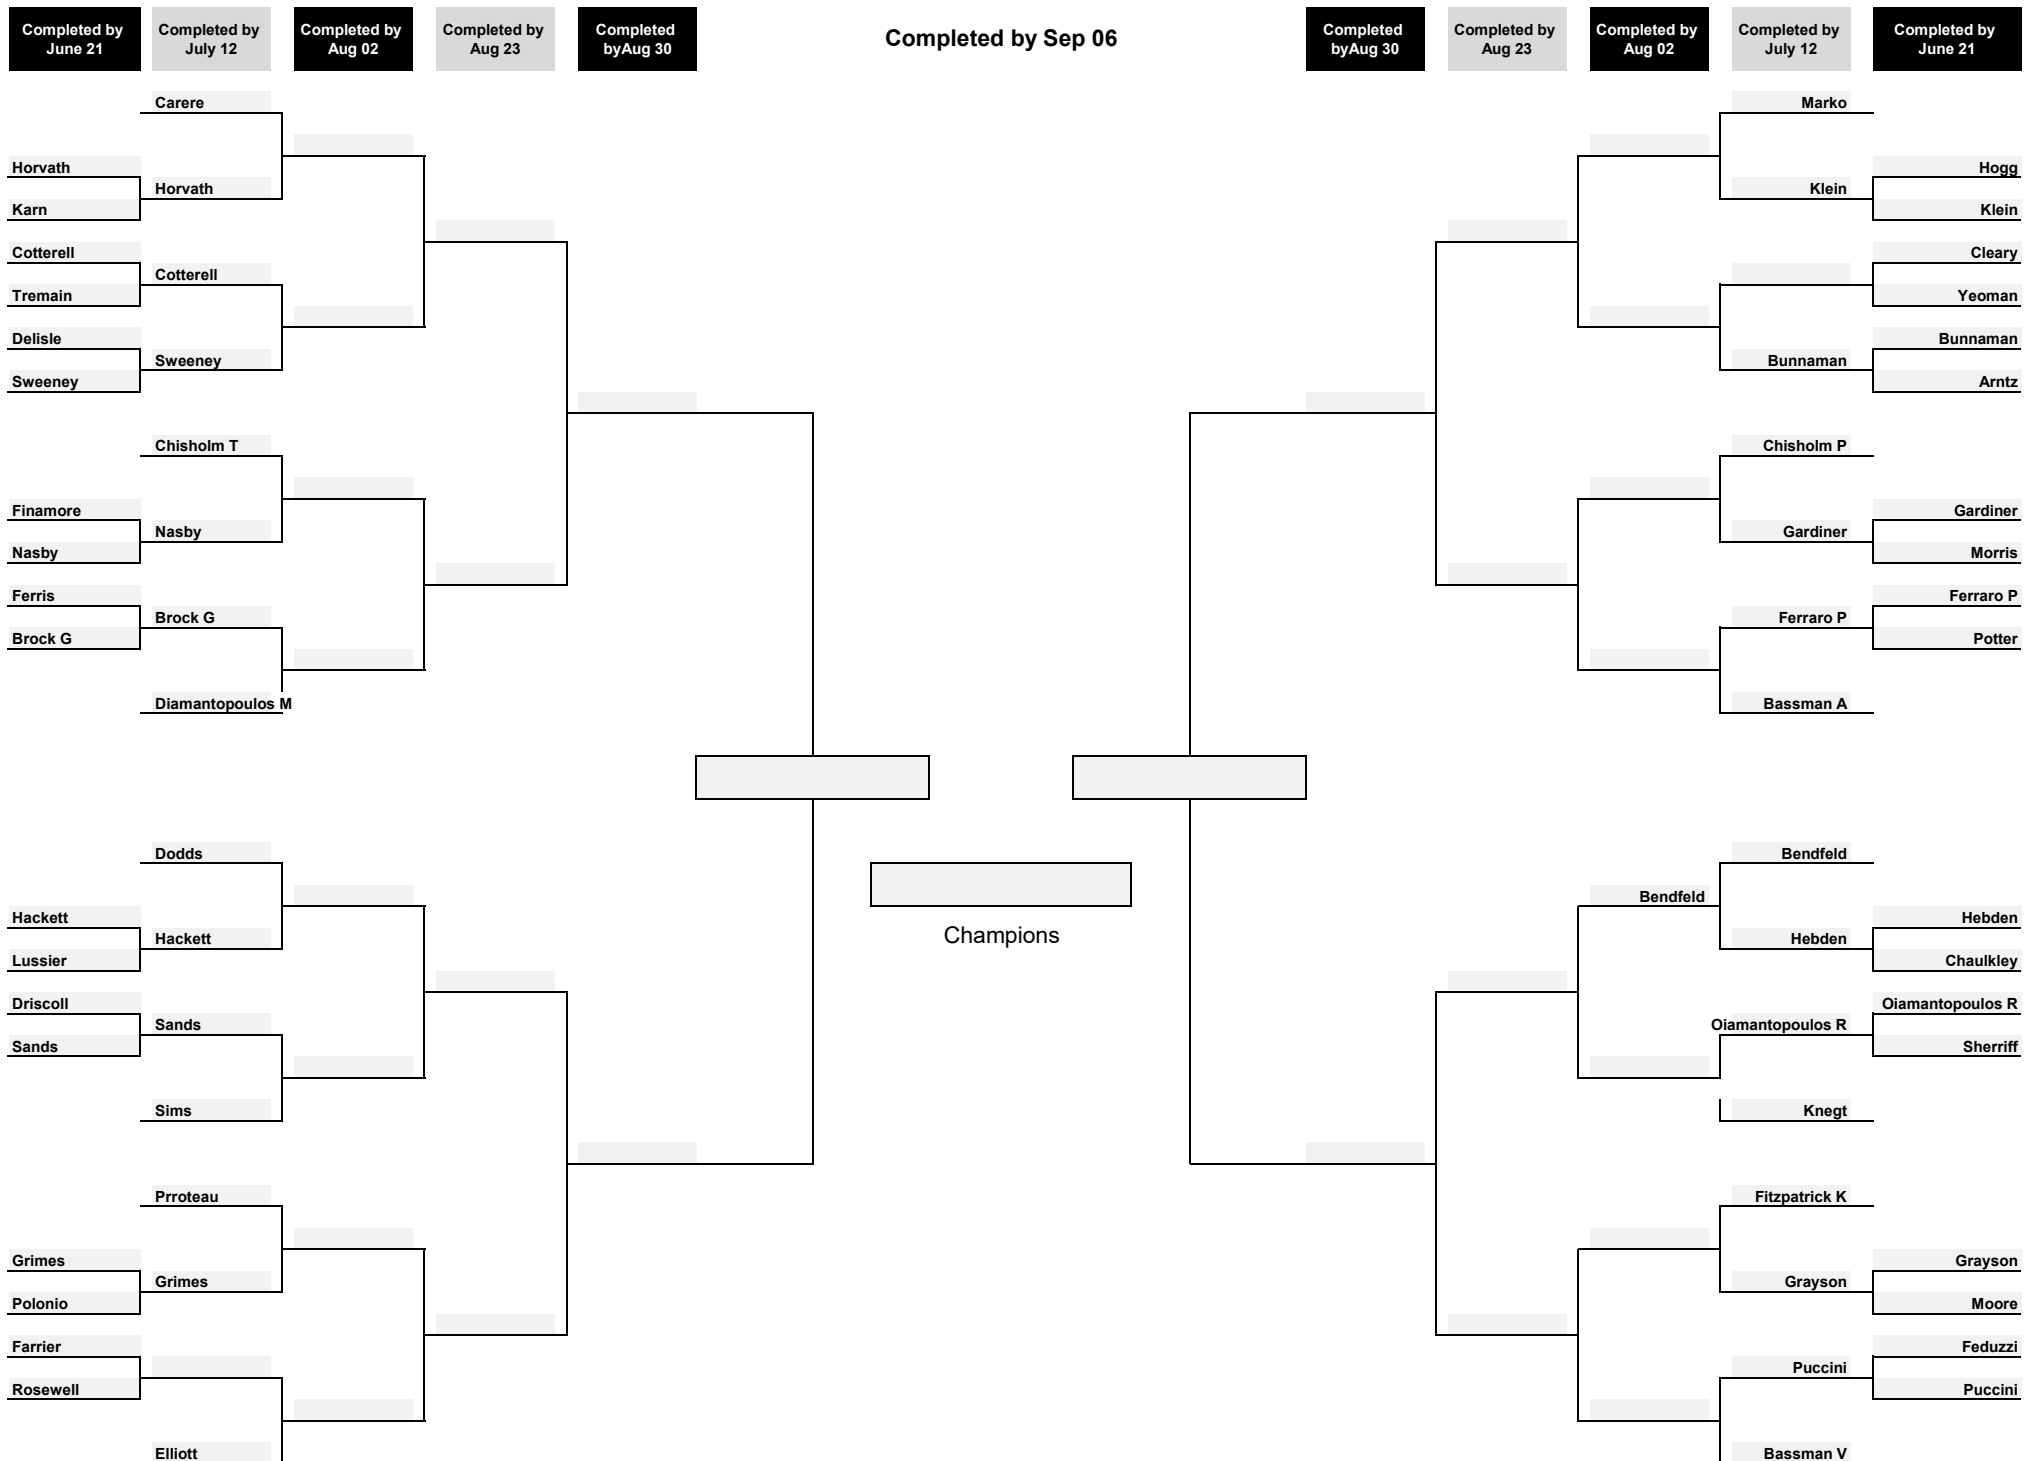 Completed by
June 21
Completed by
July 12
Completed by
Aug 02
Completed by
Aug 23
Completed
byAug 30
Completed by Sep 06
Completed
byAug 30
Completed by
Aug 23
Completed by
Aug 02
Completed by
July 12
Completed by
June 21
Carere
Marko
Horvath
Hogg
Horvath
Klein
Karn
Klein
Cotterell
Cleary
Cotterell
Tremain
Yeoman
Delisle
Bunnaman
Sweeney
Bunnaman
Sweeney
Arntz
Chisholm T
Chisholm P
Finamore
Gardiner
Nasby
Gardiner
Nasby
Morris
Ferris
Ferraro P
Brock G
Ferraro P
Brock G
Potter
Diamantopoulos M
Bassman A
Dodds
Bendfeld
Bendfeld
Hackett
Hebden
Champions
Hackett
Hebden
Lussier
Chaulkley
Driscoll
Oiamantopoulos R
Sands
Oiamantopoulos R
Sands
Sherriff
Sims
Knegt
Prroteau
Fitzpatrick K
Grimes
Grayson
Grimes
Grayson
Polonio
Moore
Farrier
Feduzzi
Puccini
Rosewell
Puccini
Elliott
Bassman V